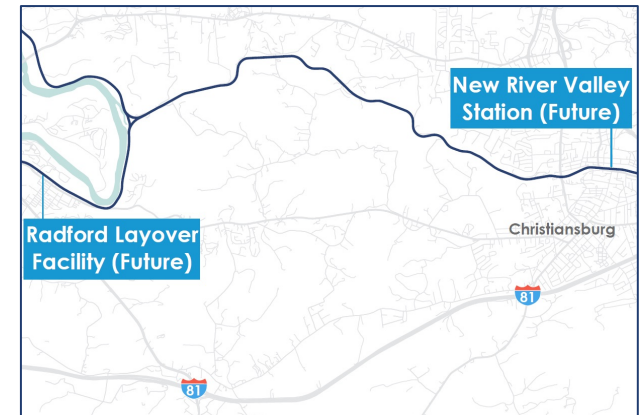 New River Valley
Station (Future)
Radford Layover
Facility (Future)
Christiansburg
81
81